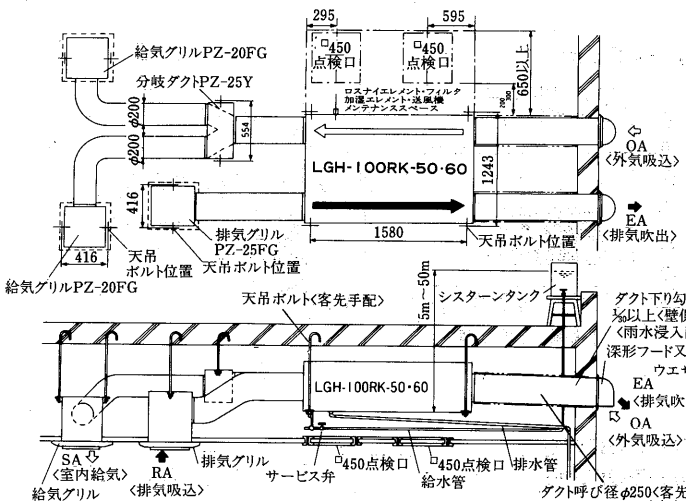 295
595
給気グリルPZ-20FG
分岐ダクトPZ-25Y
□450
点検口
□450
点検口
650以上
ロスナイエレメント・フィルタ
加湿エレメント・送風機
メンテナンススペース
φ200
φ200
554
LGH-100RK-50·60
1243
OA
<外気吸込>
EA
<排気吹出>
416
1580
416
排気グリル
PZ-25FG
天吊ボルト位置
天吊
ボルト位置
天吊ボルト位置
給気グリルPZ-20FG
天吊ボルト<客先手配>
5m～50m
シスターンタンク
ダクト下り勾
1/30以上<壁側
<雨水浸入
深形フード又
ウエザ
LGH-100RK-50·60
EA
<排気吹
OA
<外気吸込>
SA
<室内給気>
RA
<排気吸込>
給気グリル
排気グリル
サービス弁
□450点検口
給水管
□450点検口
排水管
ダクト呼び径φ250<客先